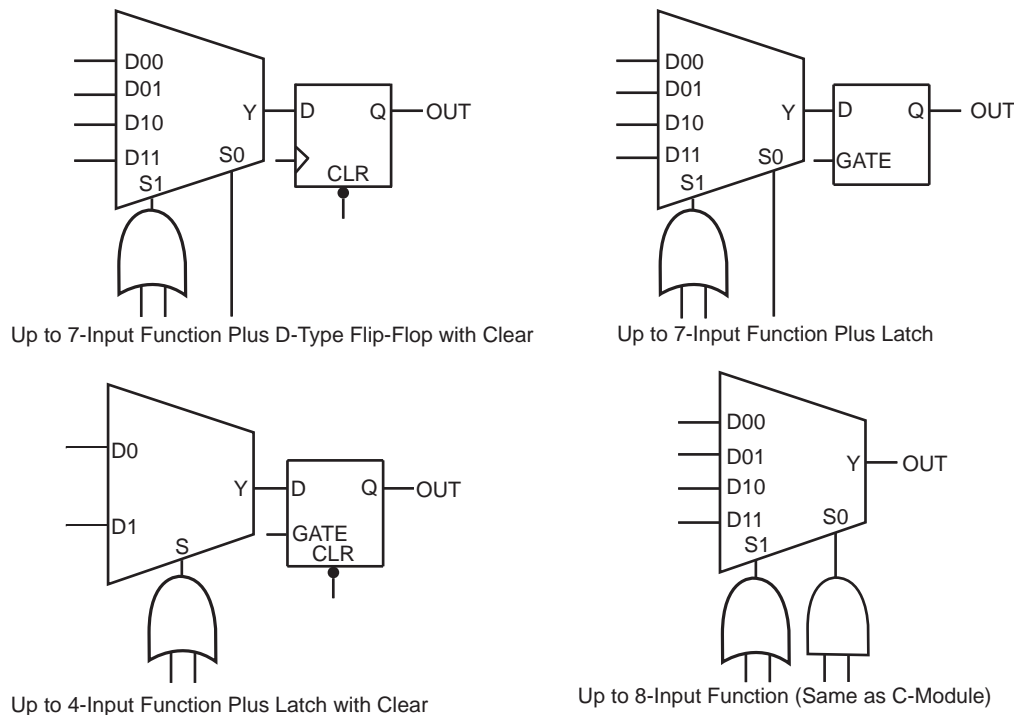 D00
D01
D10
D11
S1
S0
Y
D
Q
CLR
OUT
Up to 7-Input Function Plus D-Type Flip-Flop with Clear
D00
D01
D10
D11
S1
S0
Y
D
Q
GATE
OUT
Up to 7-Input Function Plus Latch
D0
D1
S
Y
D
Q
GATE
CLR
OUT
Up to 4-Input Function Plus Latch with Clear
D00
D01
D10
D11
S1
S0
Y
OUT
Up to 8-Input Function (Same as C-Module)